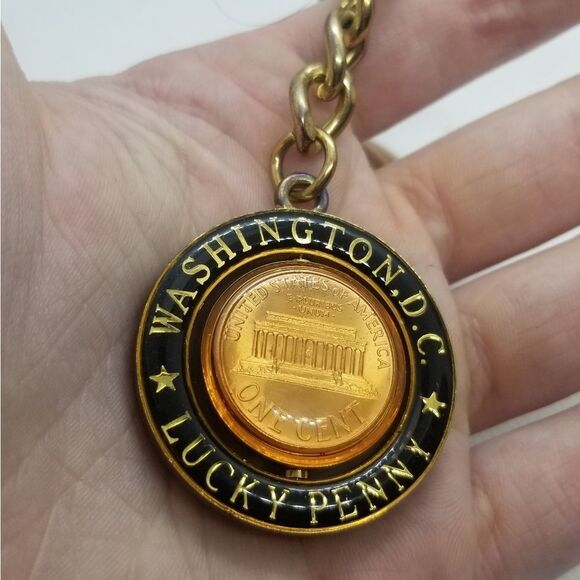 WASHINGTON, D.C.
UNITED STATES OF AMERICA
E·PLURIBUS
UNUM
ONE CENT
LUCKY PENNY